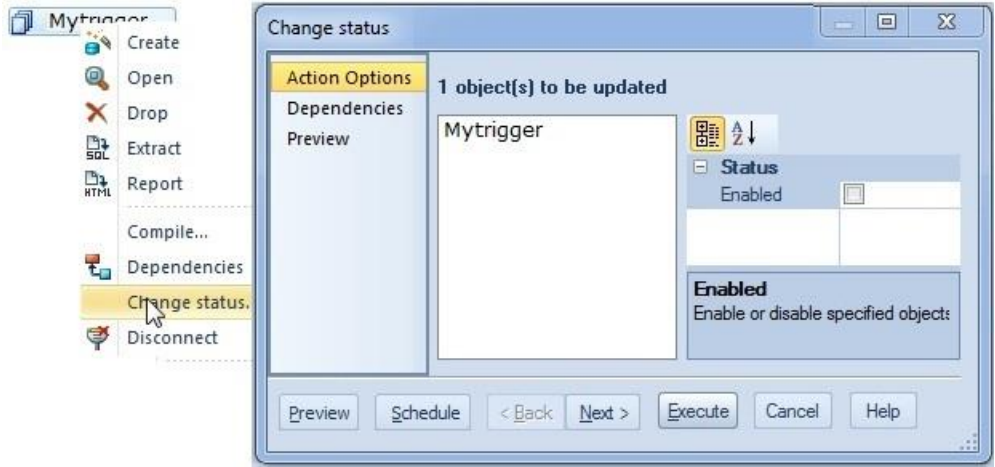 Mytrigger
Create
Open
Drop
SQL Extract
HTML Report
Compile...
Dependencies
Change status.
Disconnect
Change status
Action Options
Dependencies
Preview
1 object(s) to be updated
Mytrigger
A Z
Status
Enabled
Enabled
Enable or disable specified objects
Preview Schedule < Back Next > Execute Cancel Help